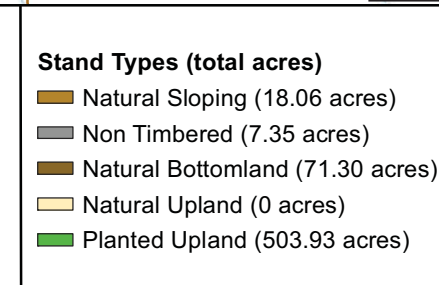 Stand Types (total acres)
Natural Sloping (18.06 acres)
Non Timbered (7.35 acres)
Natural Bottomland (71.30 acres)
Natural Upland (0 acres)
Planted Upland (503.93 acres)